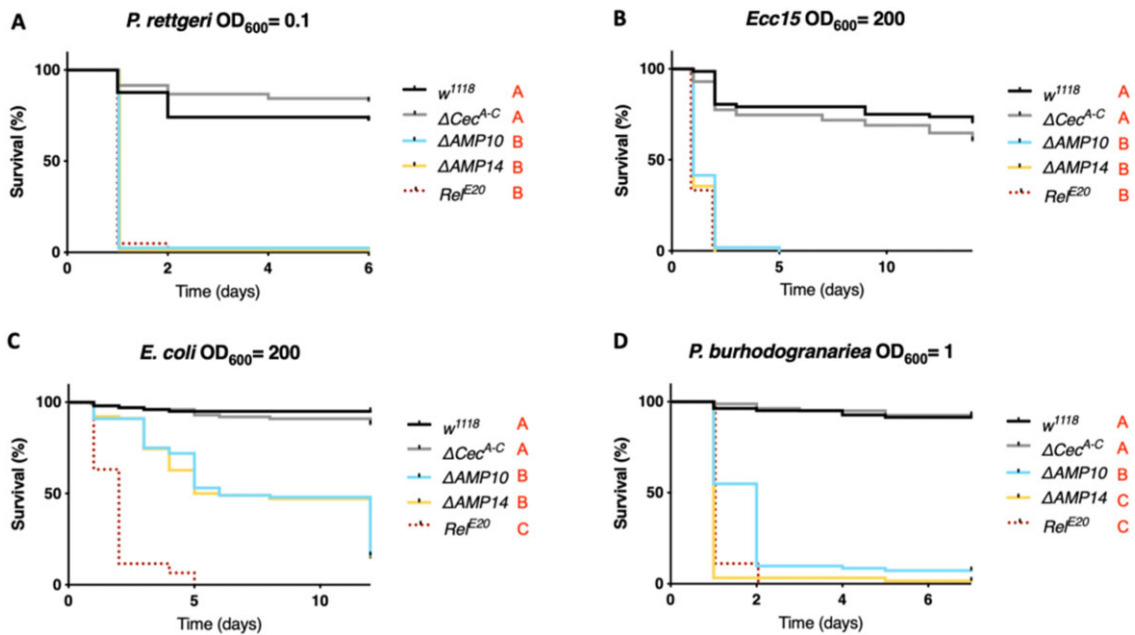 A
P. rettgeri OD600= 0.1
Survival (%)
100
50
0
0 2 4 6
Time (days)
w1118 A
ΔCecA-C A
ΔAMP10 B
ΔAMP14 B
RelE20 B
B
Ecc15 OD600= 200
Survival (%)
100
50
0
0 5 10
Time (days)
w1118 A
ΔCecA-C A
ΔAMP10 B
ΔAMP14 B
RelE20 B
C
E. coli OD600= 200
Survival (%)
100
50
0
0 5 10
Time (days)
w1118 A
ΔCecA-C A
ΔAMP10 B
ΔAMP14 B
RelE20 C
D
P. burhodogranariea OD600= 1
Survival (%)
100
50
0
0 2 4 6
Time (days)
w1118 A
ΔCecA-C A
ΔAMP10 B
ΔAMP14 C
RelE20 C